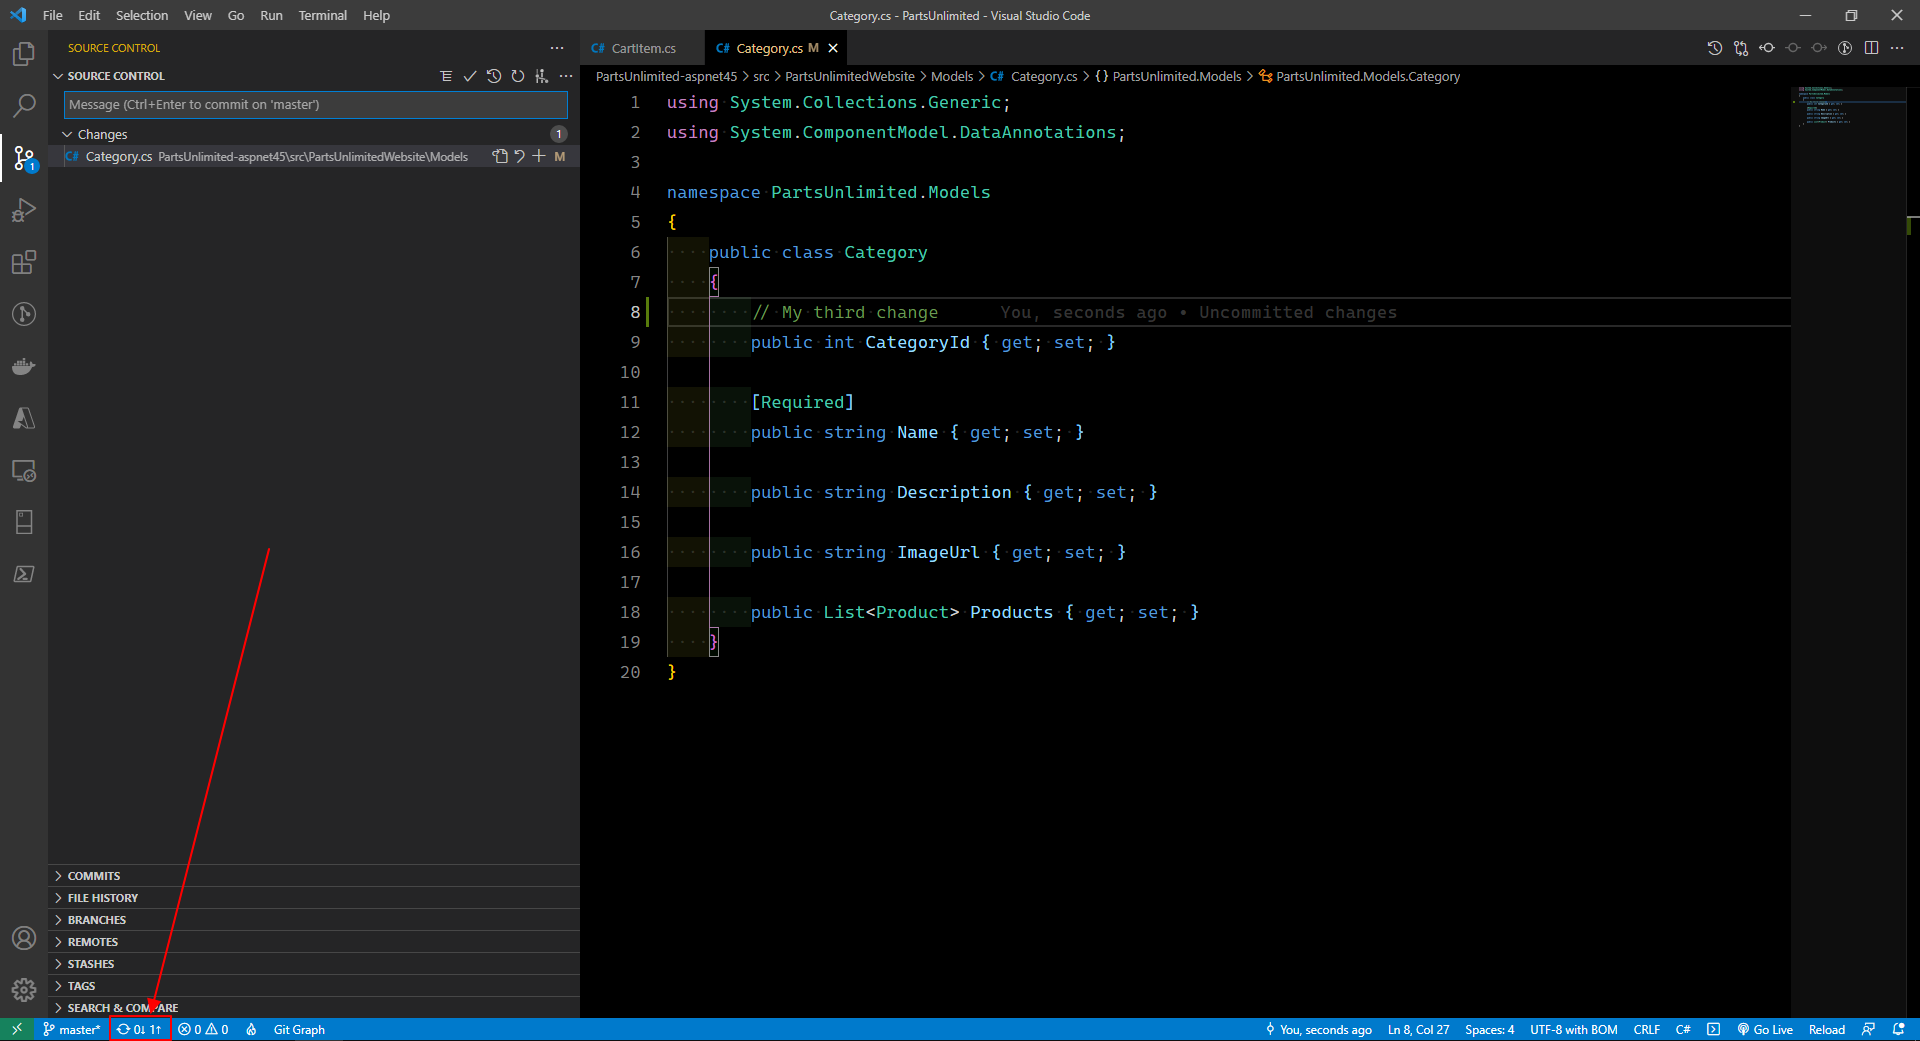 File Edit Selection View Go Run Terminal Help
Category.cs - PartsUnlimited - Visual Studio Code
SOURCE CONTROL
SOURCE CONTROL
Message (Ctrl+Enter to commit on 'master')
Changes 1
C# Category.cs PartsUnlimited-aspnet45\src\PartsUnlimitedWebsite\Models M
1
COMMITS
FILE HISTORY
BRANCHES
REMOTES
STASHES
TAGS
SEARCH & COMPARE
C# CartItem.cs C# Category.cs M
PartsUnlimited-aspnet45 > src > PartsUnlimitedWebsite > Models > C# Category.cs > {} PartsUnlimited.Models > PartsUnlimited.Models.Category
1 using System.Collections.Generic;
2 using System.ComponentModel.DataAnnotations;
3
4 namespace PartsUnlimited.Models
5 {
6 public class Category
7 {
8 // My third change You, seconds ago • Uncommitted changes
9 public int CategoryId { get; set; }
10
11 [Required]
12 public string Name { get; set; }
13
14 public string Description { get; set; }
15
16 public string ImageUrl { get; set; }
17
18 public List<Product> Products { get; set; }
19 }
20 }
master* 0↓ 1↑ 0 0 Git Graph You, seconds ago Ln 8, Col 27 Spaces: 4 UTF-8 with BOM CRLF C# Go Live Reload